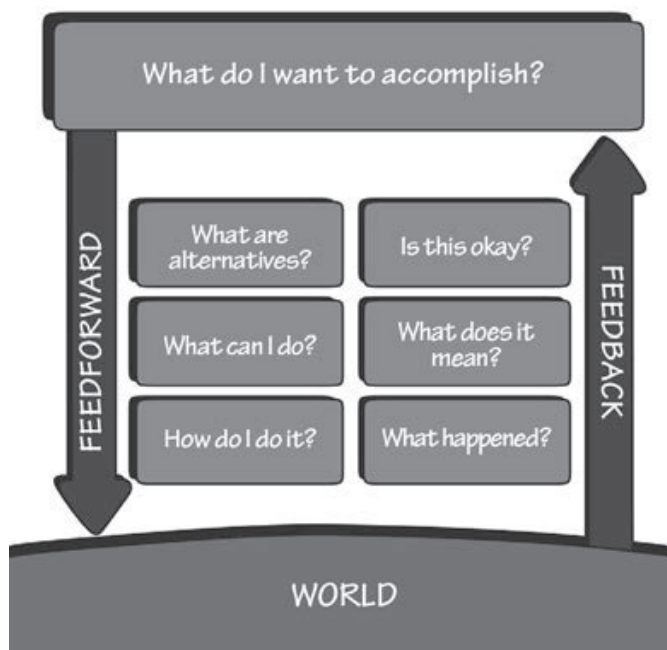 What do I want to accomplish?
FEEDFORWARD
What are
alternatives?
What can I do?
How do I do it?
Is this okay?
What does it
mean?
What happened?
FEEDBACK
WORLD